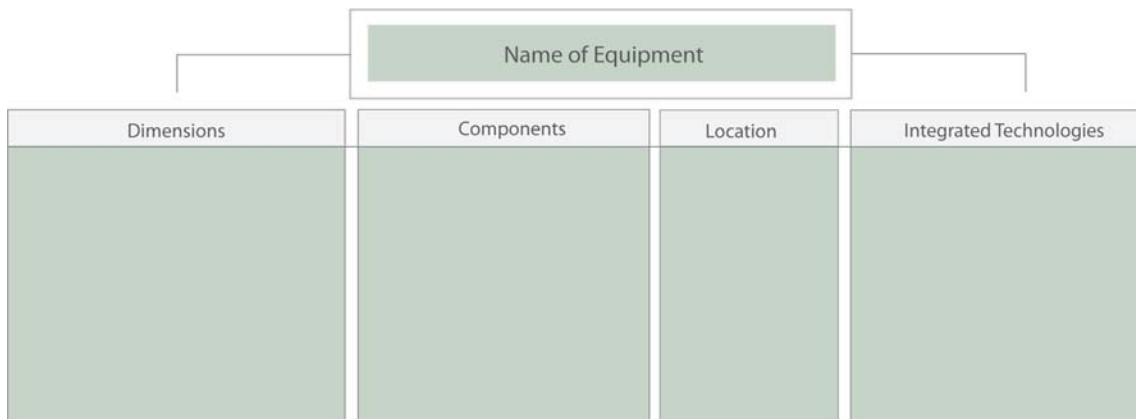 Name of Equipment
Dimensions
Components
Location
Integrated Technologies